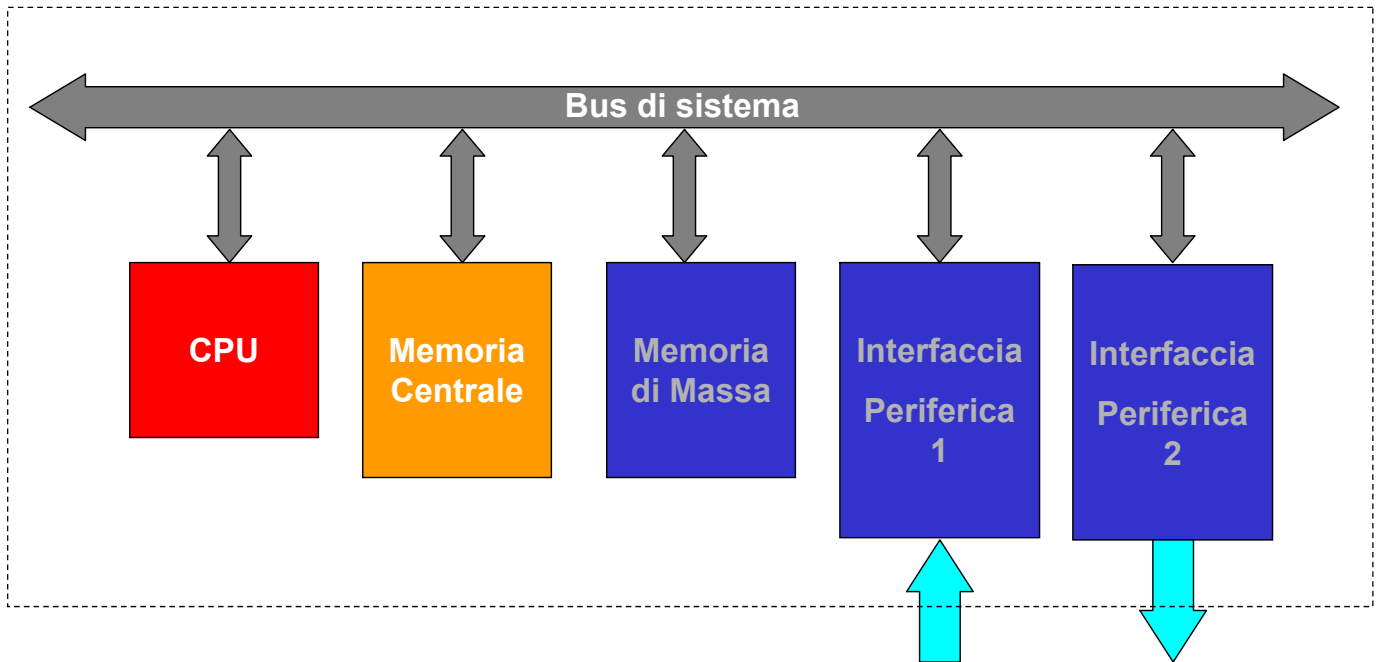 Bus di sistema
CPU
Memoria
Centrale
Memoria
di Massa
Interfaccia
Periferica
1
Interfaccia
Periferica
2